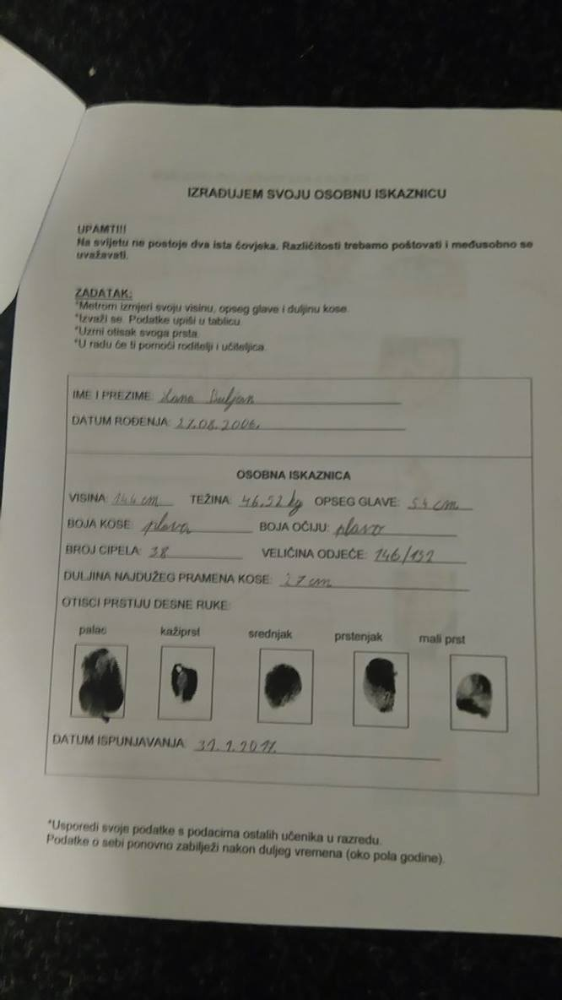 IZRAĐUJEM SVOJU OSOBNU ISKAZNICU
UPAMTI!!!
Na svijetu ne postoje dva ista čovjeka. Različitosti trebamo poštovati i međusobno se
uvažavati.
ZADATAK:
*Metrom izmjeri svoju visinu, opseg glave i duljinu kose.
*Izvaži se. Podatke upiši u tablicu.
*Uzmi otisak svoga prsta.
*U radu će ti pomoći roditelji i učiteljica.
IME I PREZIME: Duljan
DATUM ROĐENJA: 27.08.2006.
OSOBNA ISKAZNICA
VISINA: 144 cm TEŽINA: 46,52 kg OPSEG GLAVE: 54 cm
BOJA KOSE: plava BOJA OČIJU: plavo
BROJ CIPELA: 38 VELIČINA ODJEĆE: 146/152
DULJINA NAJDUŽEG PRAMENA KOSE: 27 cm
OTISCI PRSTIJU DESNE RUKE:
palac kažiprst srednjak prstenjak mali prst
DATUM ISPUNJAVANJA: 31.1.2017.
*Usporedi svoje podatke s podacima ostalih učenika u razredu.
Podatke o sebi ponovno zabilježi nakon duljeg vremena (oko pola godine).